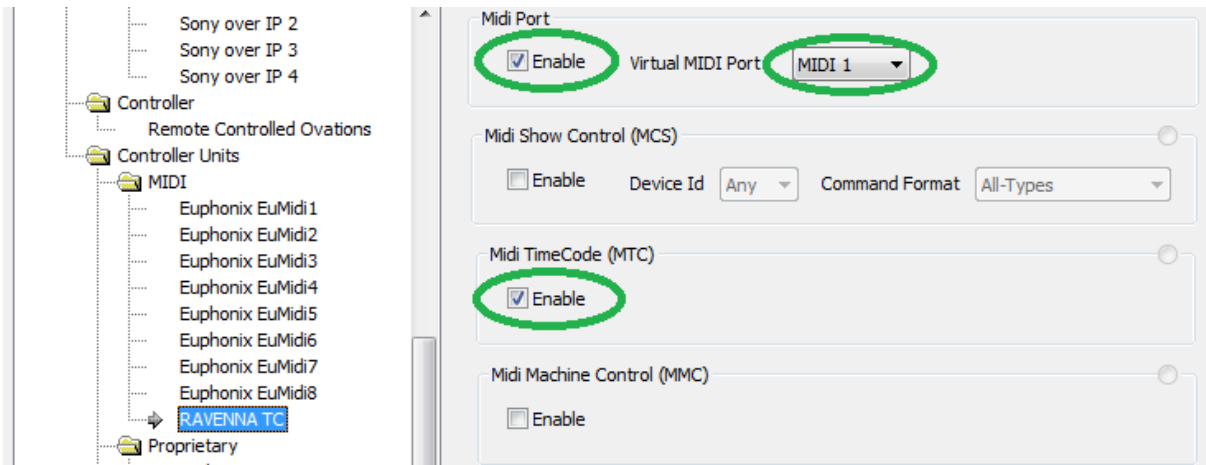 Sony over IP 2
Sony over IP 3
Sony over IP 4
Controller
Remote Controlled Ovations
Controller Units
MIDI
Euphonix EuMidi1
Euphonix EuMidi2
Euphonix EuMidi3
Euphonix EuMidi4
Euphonix EuMidi5
Euphonix EuMidi6
Euphonix EuMidi7
Euphonix EuMidi8
RAVENNA TC
Proprietary
Midi Port
Enable Virtual MIDI Port MIDI 1
Midi Show Control (MCS)
Enable Device Id Any Command Format All-Types
Midi TimeCode (MTC)
Enable
Midi Machine Control (MMC)
Enable